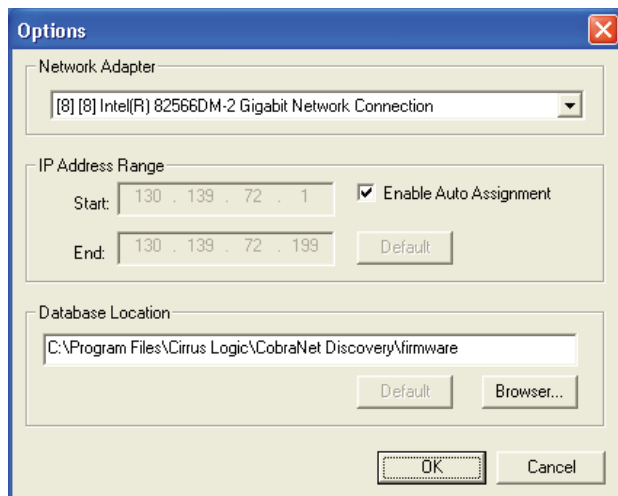 Options
Network Adapter
[8] [8] Intel(R) 82566DM-2 Gigabit Network Connection
IP Address Range
Start: 130 . 139 . 72 . 1
Enable Auto Assignment
End: 130 . 139 . 72 . 199
Default
Database Location
C:\Program Files\Cirrus Logic\CobraNet Discovery\firmware
Default
Browser...
OK
Cancel